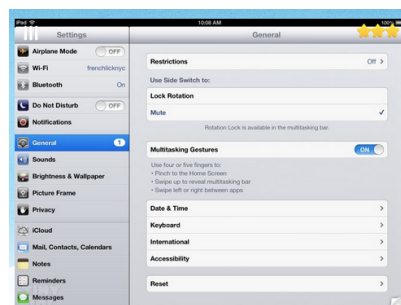 iPad
10:08 AM
100%
Settings
General
Airplane Mode
OFF
Wi-Fi
frenchlicknyc
Bluetooth
On
Do Not Disturb
OFF
Notifications
General
1
Sounds
Brightness & Wallpaper
Picture Frame
Privacy
iCloud
Mail, Contacts, Calendars
Notes
Reminders
Messages
Restrictions
Off
Use Side Switch to:
Lock Rotation
Mute
Rotation Lock is available in the multitasking bar.
Multitasking Gestures
ON
Use four or five fingers to:
• Pinch to the Home Screen
• Swipe up to reveal multitasking bar
• Swipe left or right between apps
Date & Time
Keyboard
International
Accessibility
Reset